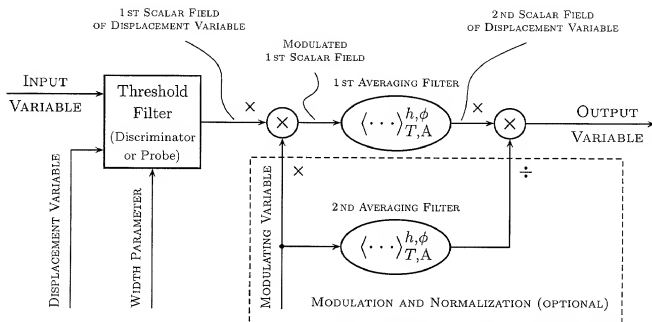 1ST SCALAR FIELD
OF DISPLACEMENT VARIABLE
2ND SCALAR FIELD
OF DISPLACEMENT VARIABLE
MODULATED
1ST SCALAR FIELD
INPUT
VARIABLE
Threshold
Filter
(Discriminator
or Probe)
×
×
1ST AVERAGING FILTER
⟨···⟩ h,ϕ T,A
×
×
OUTPUT
VARIABLE
DISPLACEMENT VARIABLE
WIDTH PARAMETER
MODULATING VARIABLE
×
÷
2ND AVERAGING FILTER
⟨···⟩ h,ϕ T,A
MODULATION AND NORMALIZATION (OPTIONAL)